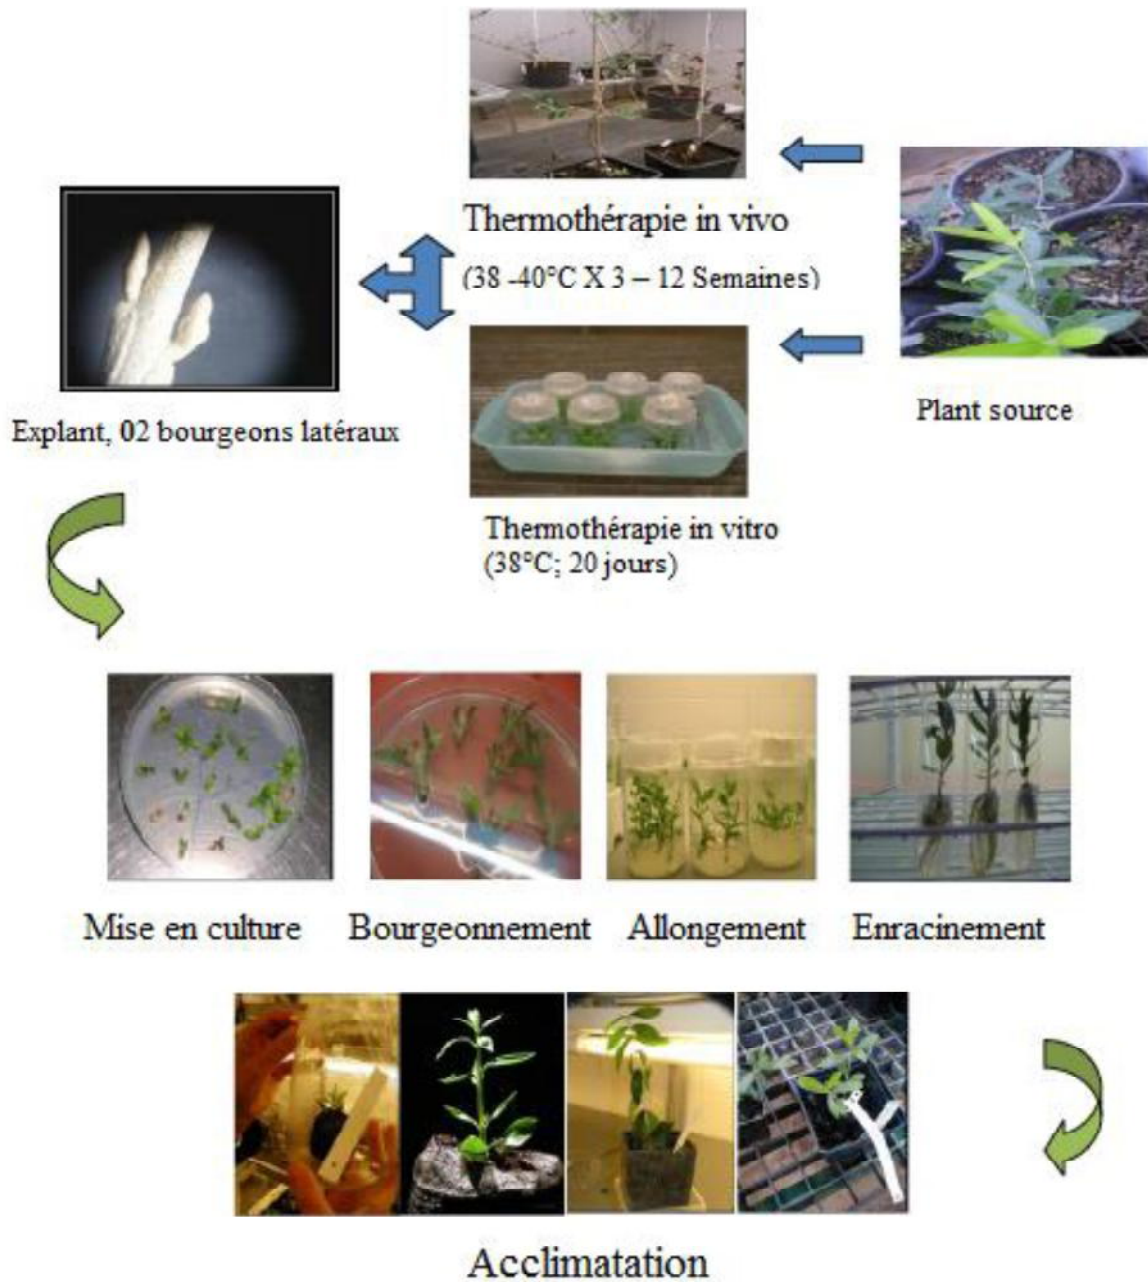 Thermothérapie in vivo
(38 -40°C X 3 – 12 Semaines)
Plant source
Explant, 02 bourgeons latéraux
Thermothérapie in vitro
(38°C; 20 jours)
Mise en culture Bourgeonnement Allongement Enracinement
Acclimatation